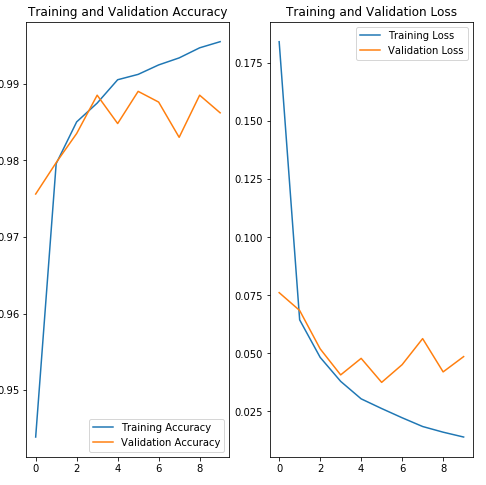 Training and Validation Accuracy
0.99
0.98
0.97
0.96
0.95
0 2 4 6 8
Training Accuracy
Validation Accuracy
Training and Validation Loss
0.175
0.150
0.125
0.100
0.075
0.050
0.025
0 2 4 6 8
Training Loss
Validation Loss